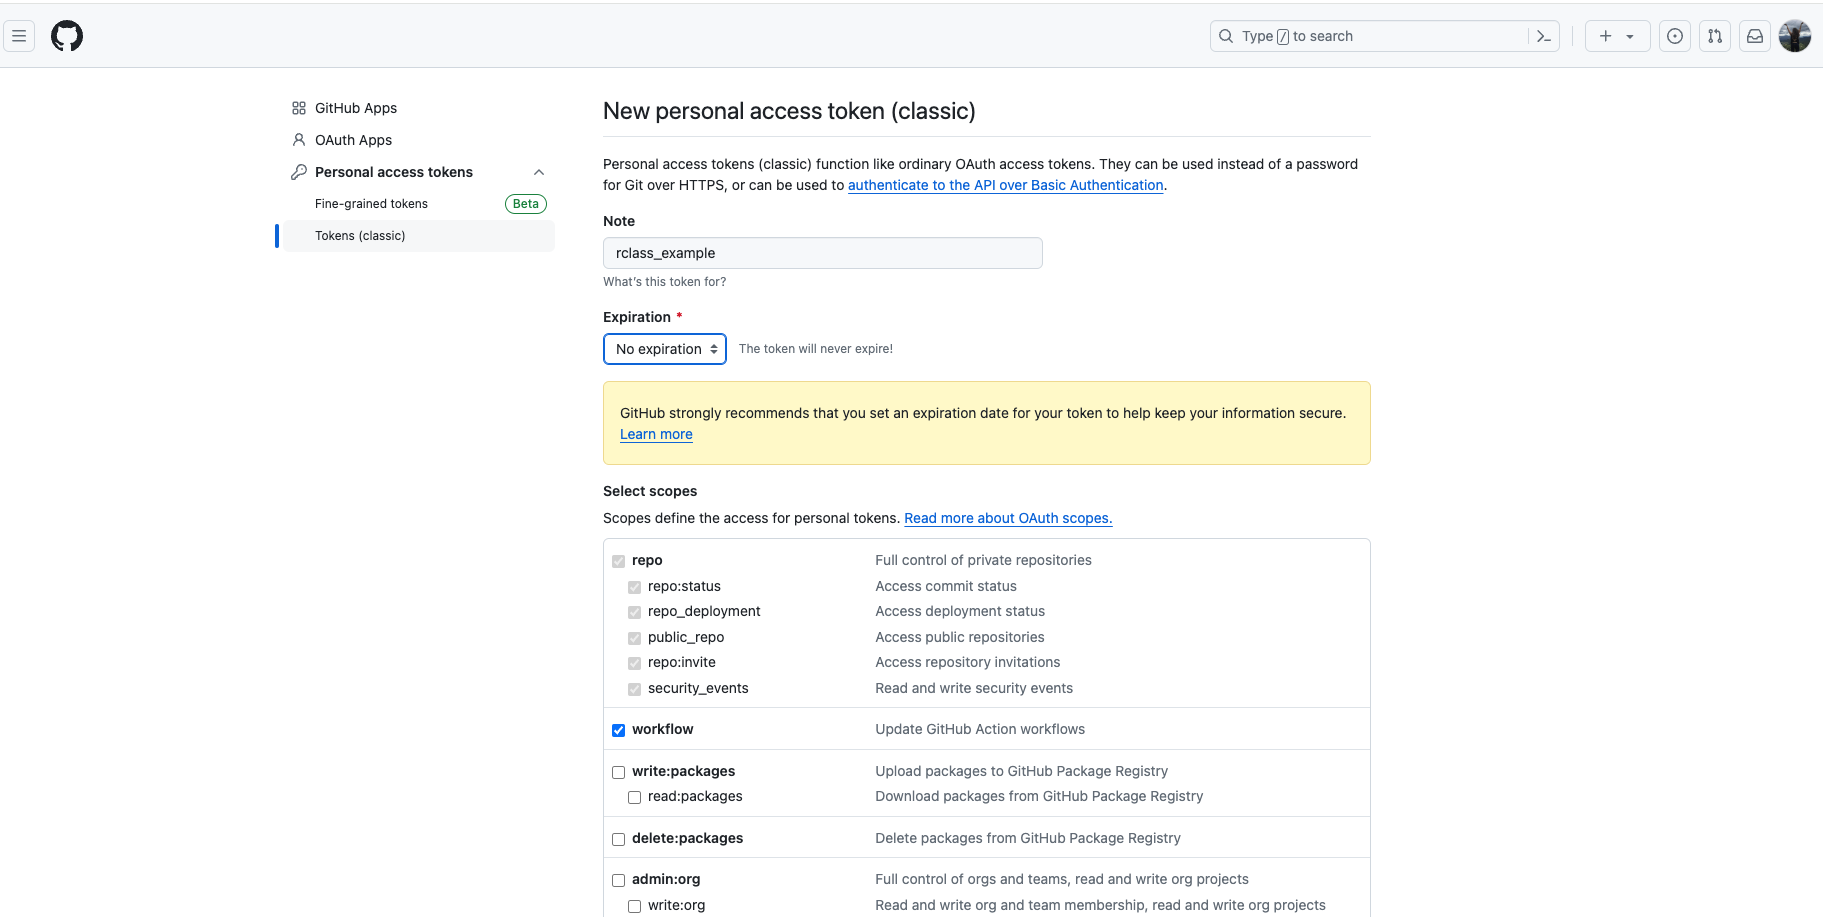 Type / to search
GitHub Apps
OAuth Apps
Personal access tokens
Fine-grained tokens Beta
Tokens (classic)
New personal access token (classic)
Personal access tokens (classic) function like ordinary OAuth access tokens. They can be used instead of a password
for Git over HTTPS, or can be used to authenticate to the API over Basic Authentication.
Note
rclass_example
What's this token for?
Expiration *
No expiration The token will never expire!
GitHub strongly recommends that you set an expiration date for your token to help keep your information secure.
Learn more
Select scopes
Scopes define the access for personal tokens. Read more about OAuth scopes.
repo Full control of private repositories
repo:status Access commit status
repo_deployment Access deployment status
public_repo Access public repositories
repo:invite Access repository invitations
security_events Read and write security events
workflow Update GitHub Action workflows
write:packages Upload packages to GitHub Package Registry
read:packages Download packages from GitHub Package Registry
delete:packages Delete packages from GitHub Package Registry
admin:org Full control of orgs and teams, read and write org projects
write:org Read and write org and team membership, read and write org projects